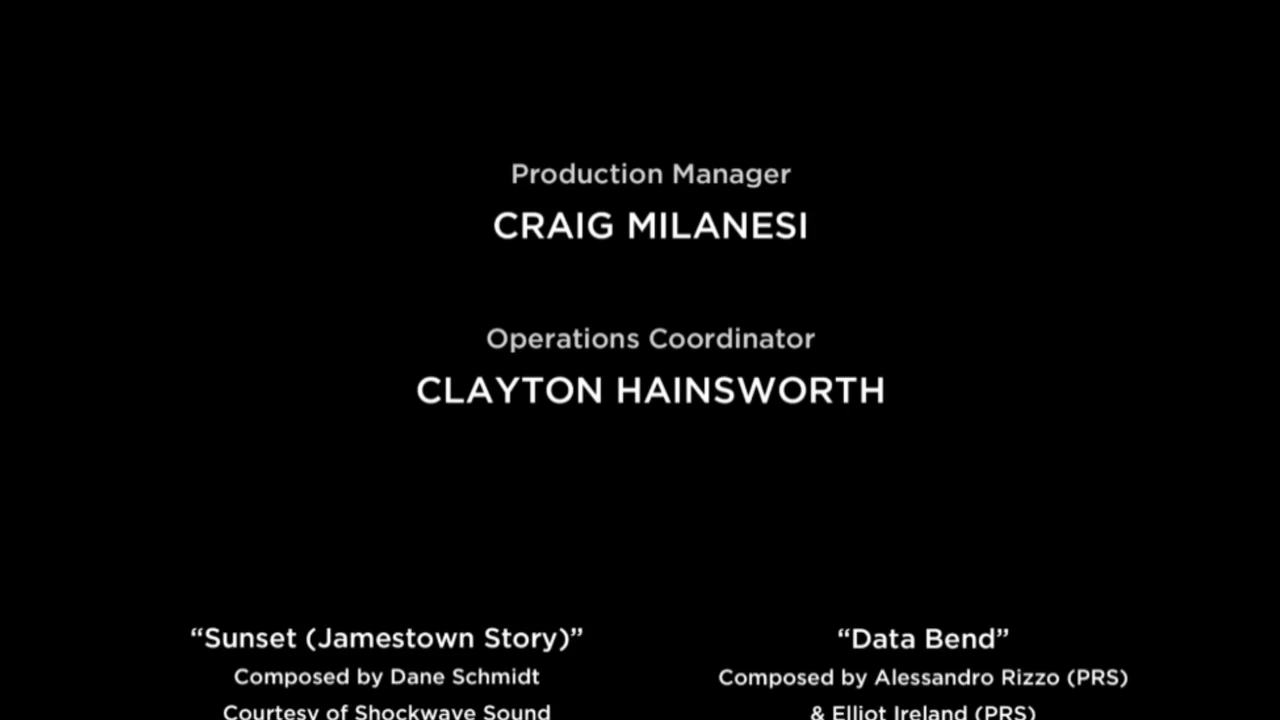 Production Manager
CRAIG MILANESI
Operations Coordinator
CLAYTON HAINSWORTH
“Sunset (Jamestown Story)”
Composed by Dane Schmidt
Courtesy of Shockwave Sound
“Data Bend”
Composed by Alessandro Rizzo (PRS)
& Elliot Ireland (PRS)